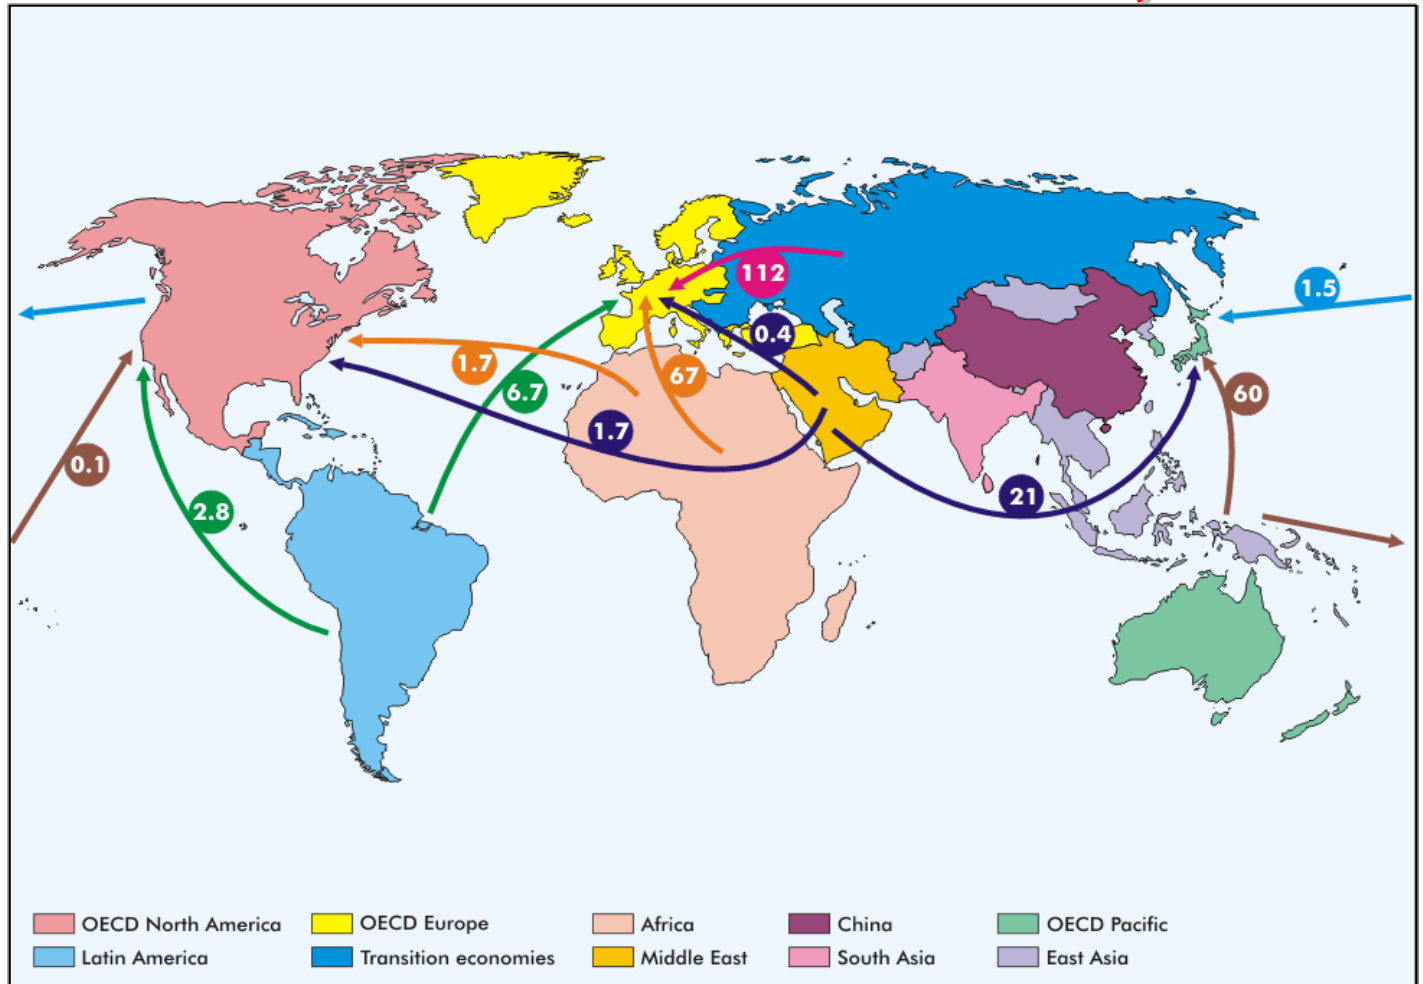 112
1.5
0.4
1.7
67
6.7
60
1.7
0.1
21
2.8
OECD North America
OECD Europe
Africa
China
OECD Pacific
Latin America
Transition economies
Middle East
South Asia
East Asia